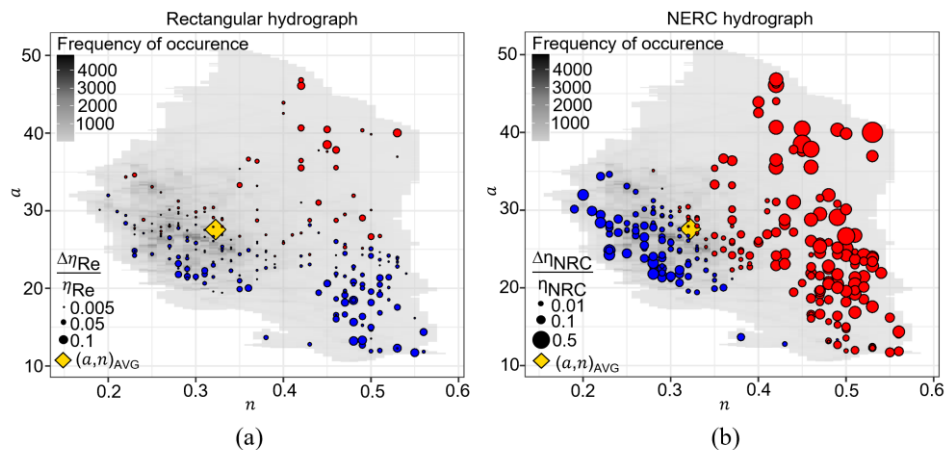 Rectangular hydrograph
Frequency of occurence
4000
3000
2000
1000
50
40
30
20
10
a
Δη_Re
η_Re
0.005
0.05
0.1
(a,n)_AVG
0.2 0.3 0.4 0.5 0.6
n
(a)
NERC hydrograph
Frequency of occurence
4000
3000
2000
1000
50
40
30
20
10
a
Δη_NRC
η_NRC
0.01
0.1
0.5
(a,n)_AVG
0.2 0.3 0.4 0.5 0.6
n
(b)